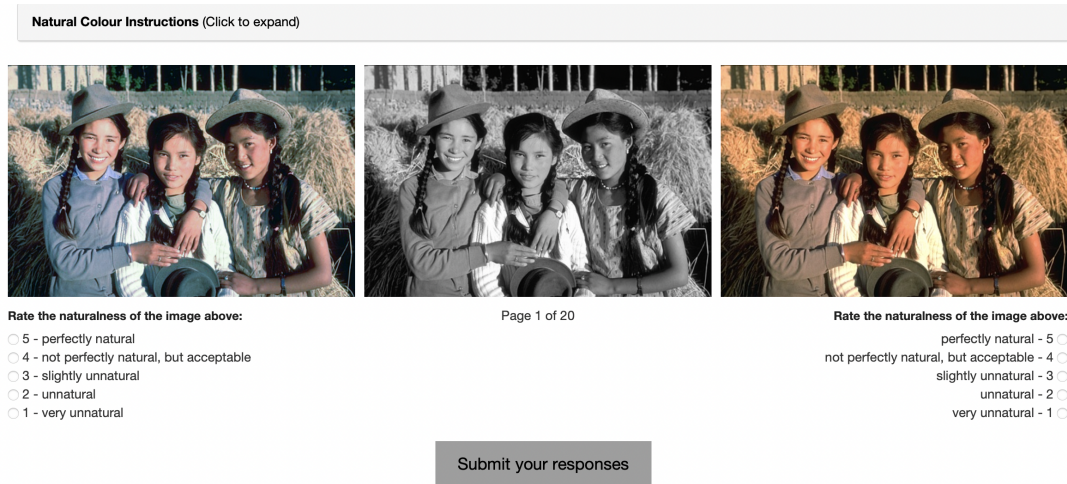 Natural Colour Instructions (Click to expand)
Rate the naturalness of the image above:
5 - perfectly natural
4 - not perfectly natural, but acceptable
3 - slightly unnatural
2 - unnatural
1 - very unnatural
Page 1 of 20
Rate the naturalness of the image above:
perfectly natural - 5
not perfectly natural, but acceptable - 4
slightly unnatural - 3
unnatural - 2
very unnatural - 1
Submit your responses